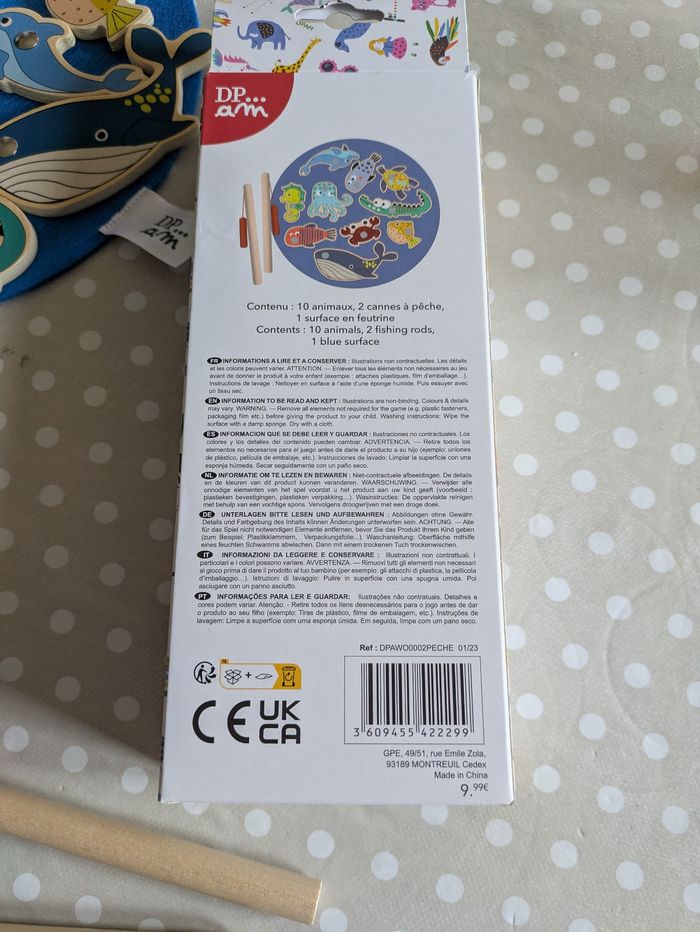 DP...
am
DP...
am
Contenu : 10 animaux, 2 cannes à pêche,
1 surface en feutrine
Contents : 10 animals, 2 fishing rods,
1 blue surface
FR INFORMATIONS A LIRE ET A CONSERVER : Illustrations non contractuelles. Les détails
et les coloris peuvent varier. ATTENTION. — Enlever tous les éléments non nécessaires au jeu
avant de donner le produit à votre enfant (exemple : attaches plastiques, film d'emballage...).
Instructions de lavage : Nettoyer en surface à l'aide d'une éponge humide. Puis essuyer avec
un tissu sec.
EN INFORMATION TO BE READ AND KEPT : Illustrations are non-binding. Colours & details
may vary. WARNING. — Remove all elements not required for the game (e.g. plastic fasteners,
packaging film etc.) before giving the product to your child. Washing instructions: Wipe the
surface with a damp sponge. Dry with a cloth.
ES INFORMACION QUE SE DEBE LEER Y GUARDAR : Ilustraciones no contractuales. Los
colores y los detalles del contenido pueden cambiar. ADVERTENCIA. — Retire todos los
elementos no necesarios para el juego antes de darle el producto a su hijo (ejemplo: uniones
de plástico, película de embalaje, etc.). Instrucciones de lavado: Limpiar la superficie con una
esponja húmeda. Secar seguidamente con un paño seco.
NL INFORMATIE OM TE LEZEN EN BEWAREN : Niet-contractuele afbeeldingen. De details
en de kleuren van dit product kunnen veranderen. WAARSCHUWING. — Verwijder alle
onnodige elementen van het spel voordat u het product aan uw kind geeft (voorbeeld :
plastieken bevestigingen, plastieken verpakking...). Wasinstructies: De oppervlakte reinigen
met behulp van een vochtige spons. Vervolgens droogwrijven met een droge doek.
DE UNTERLAGEN BITTE LESEN UND AUFBEWAHREN : Abbildungen ohne Gewähr.
Details und Farbgebung des Inhalts können Änderungen unterworfen sein. ACHTUNG. — Alle
für das Spiel nicht notwendigen Elemente entfernen, bevor Sie das Produkt Ihrem Kind geben
(zum Beispiel: Plastikklammern, Verpackungsfolie...). Waschanleitung: Oberfläche mithilfe
eines feuchten Schwamms abwischen. Dann mit einem trockenen Tuch trockenwischen.
IT INFORMAZIONI DA LEGGERE E CONSERVARE : Illustrazioni non contrattuali. I
particolari e i colori possono variare. AVVERTENZA. — Rimuovi tutti gli elementi non necessari
al gioco prima di dare il prodotto al tuo bambino (per esempio: gli attacchi di plastica, la pellicola
d'imballaggio...). Istruzioni di lavaggio: Pulire in superficie con una spugna umida. Poi
asciugare con un panno asciutto.
PT INFORMAÇÕES PARA LER E GUARDAR: Ilustrações não contratuais. Detalhes e
cores podem variar. Atenção. - Retire todos os itens desnecessários para o jogo antes de dar
o produto ao seu filho (exemplo: Tiras de plástico, filme de embalagem, etc.). Instruções de
lavagem: Limpe a superfície com uma esponja úmida. Em seguida, limpe com um pano seco.
Ref : DPAWO0002PECHE 01/23
FR
+
CE UK
CA
3 609455 422299
GPE, 49/51, rue Emile Zola,
93189 MONTREUIL Cedex
Made in China
9.99€